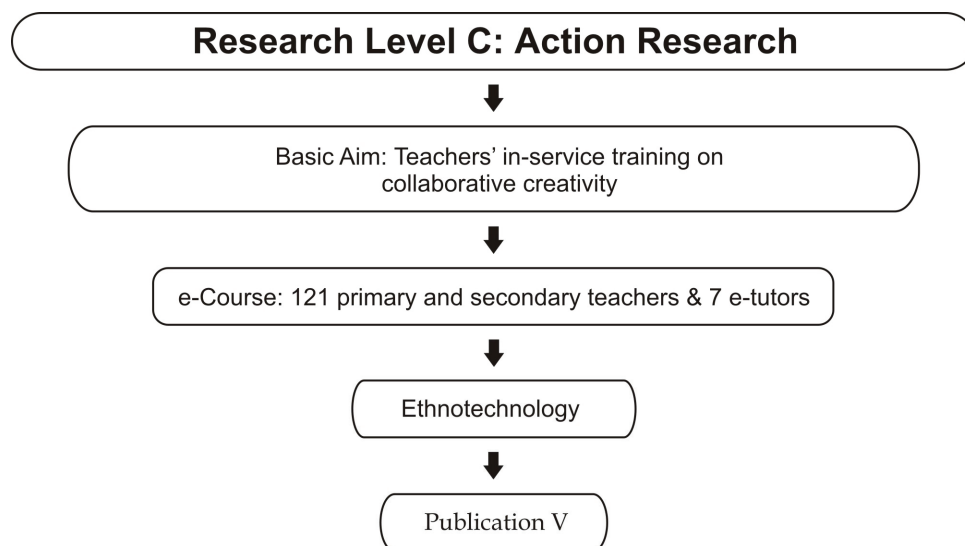 Research Level C: Action Research
Basic Aim: Teachers’ in-service training on
collaborative creativity
e-Course: 121 primary and secondary teachers & 7 e-tutors
Ethnotechnology
Publication V